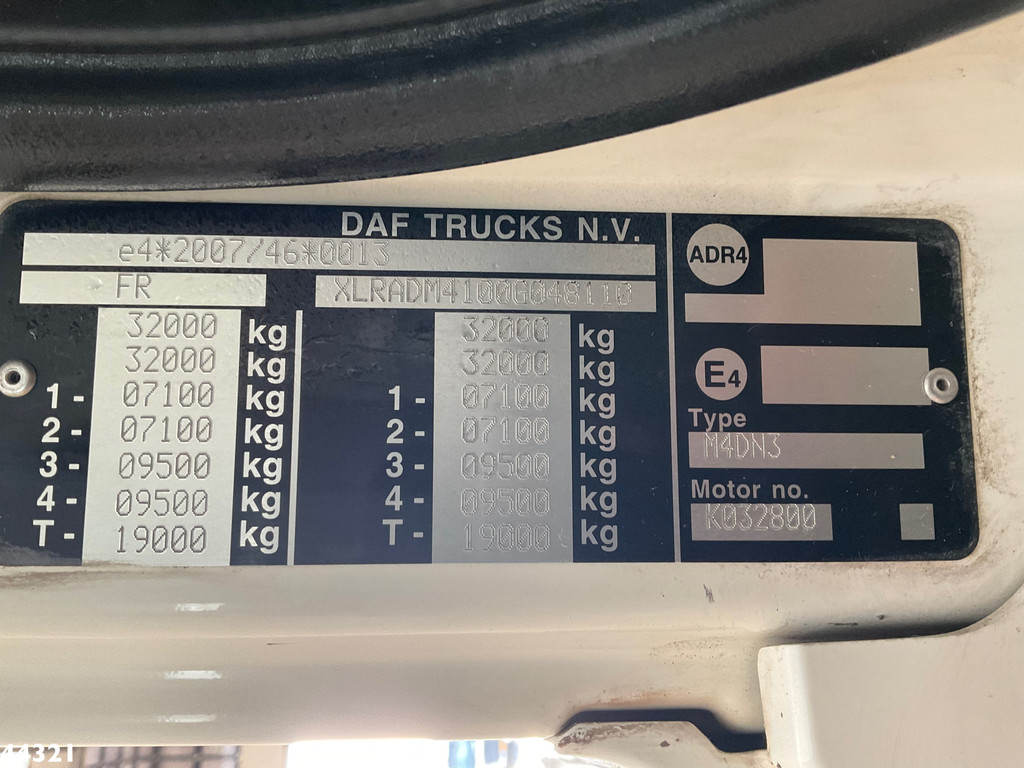 DAF TRUCKS N.V.
e4*2007/46*0013
FR XLRADM4100G048110
32000 kg 32000 kg
32000 kg 32000 kg
1- 07100 kg 1- 07100 kg
2- 07100 kg 2- 07100 kg
3- 09500 kg 3- 09500 kg
4- 09500 kg 4- 09500 kg
T- 19000 kg T- 19000 kg
ADR4
E4
Type
M4DN3
Motor no.
K032800
44321